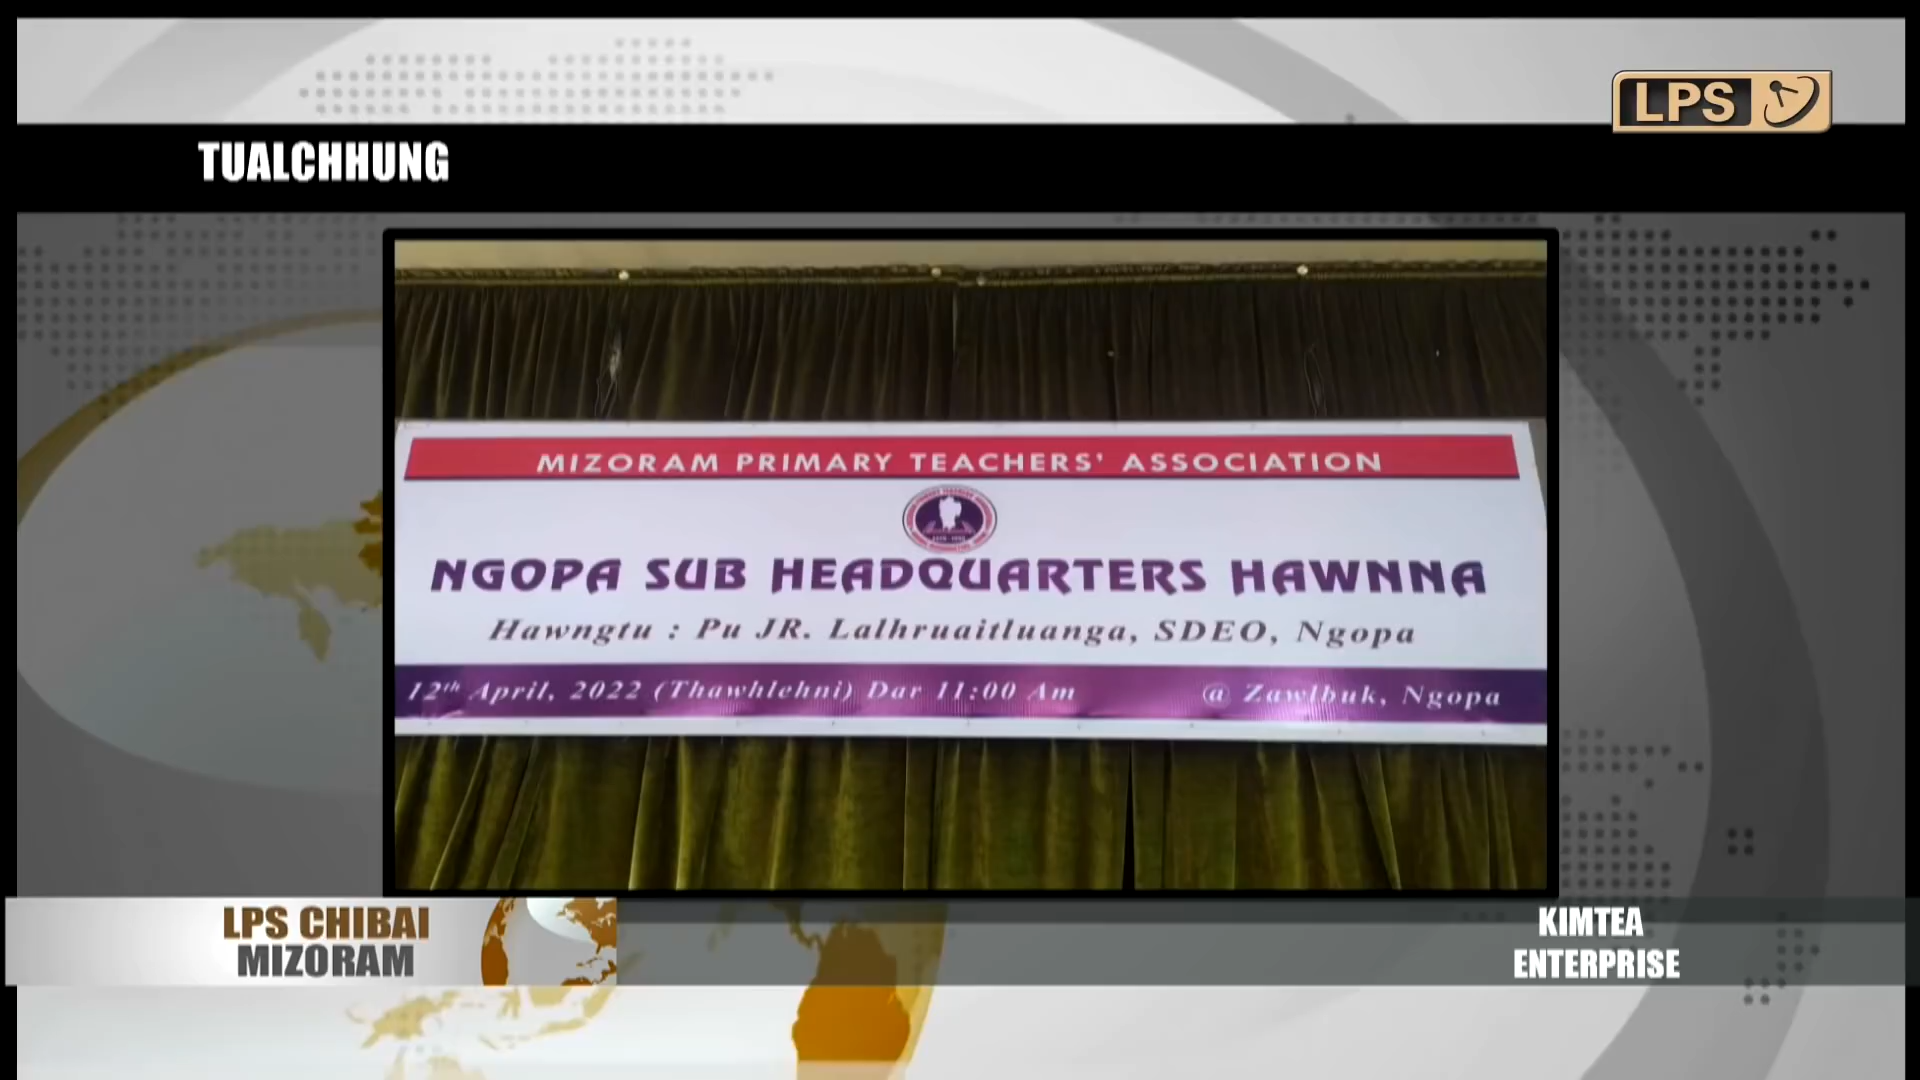 LPS
TUALCHHUNG
MIZORAM PRIMARY TEACHERS' ASSOCIATION
NGOPA SUB HEADQUARTERS HAWNNA
Hawngtu : Pu JR. Lalhruaitluanga, SDEO, Ngopa
12th April, 2022 (Thawhlehni) Dar 11:00 Am @ Zawlbuk, Ngopa
LPS CHIBAI
MIZORAM
KIMTEA
ENTERPRISE